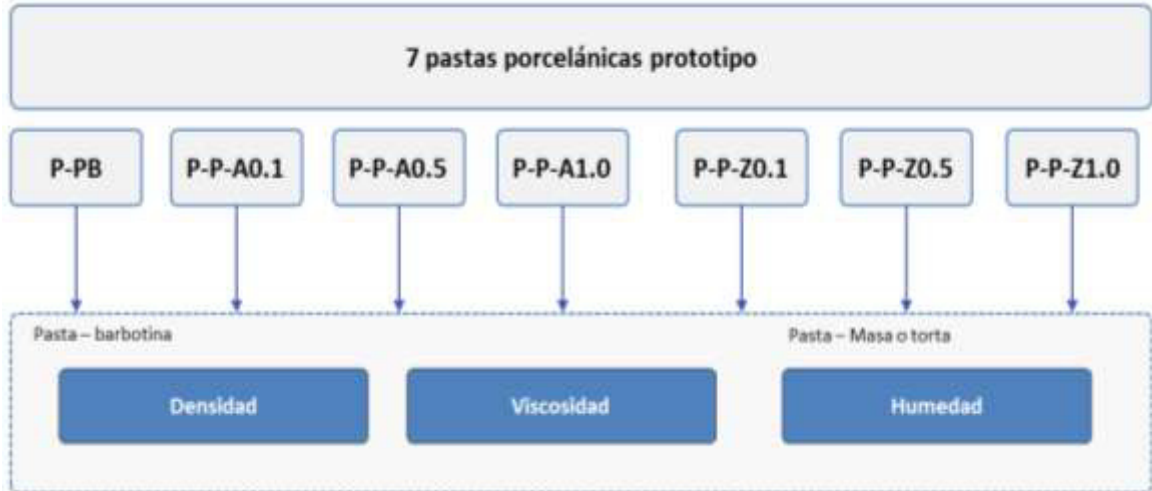 7 pastas porcelánicas prototipo
P-PB
P-P-A0.1
P-P-A0.5
P-P-A1.0
P-P-Z0.1
P-P-Z0.5
P-P-Z1.0
Pasta – barbotina
Pasta – Masa o torta
Densidad
Viscosidad
Humedad